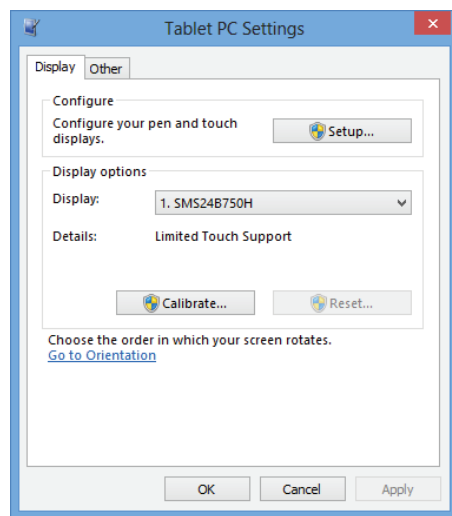 Tablet PC Settings
Display
Other
Configure
Configure your pen and touch
displays.
Setup...
Display options
Display:
1. SMS24B750H
Details:
Limited Touch Support
Calibrate...
Reset...
Choose the order in which your screen rotates.
Go to Orientation
OK
Cancel
Apply